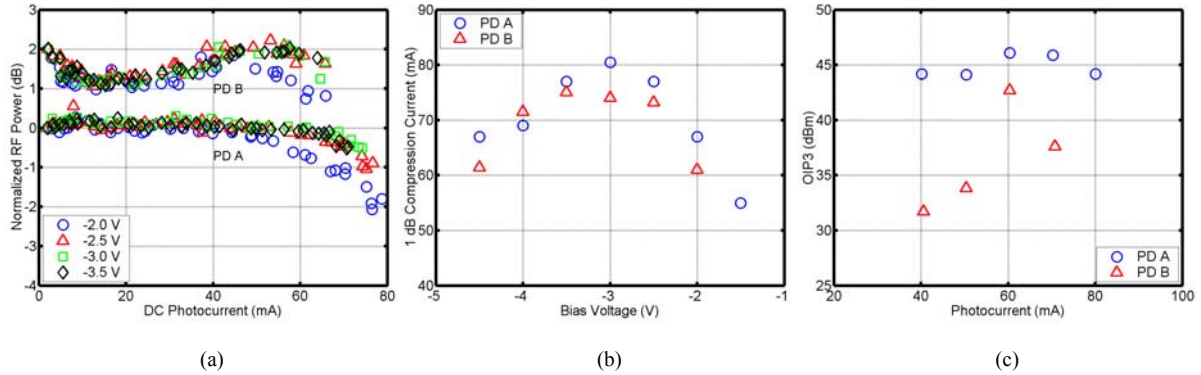 3
2
1
0
-1
-2
-3
-4
0
20
40
60
80
Normalized RF Power (dB)
DC Photocurrent (mA)
PD B
PD A
-2.0 V
-2.5 V
-3.0 V
-3.5 V
(a)
90
80
70
60
50
40
-5
-4
-3
-2
-1
1 dB Compression Current (mA)
Bias Voltage (V)
PD A
PD B
(b)
50
45
40
35
30
25
20
40
60
80
100
OIP3 (dBm)
Photocurrent (mA)
PD A
PD B
(c)